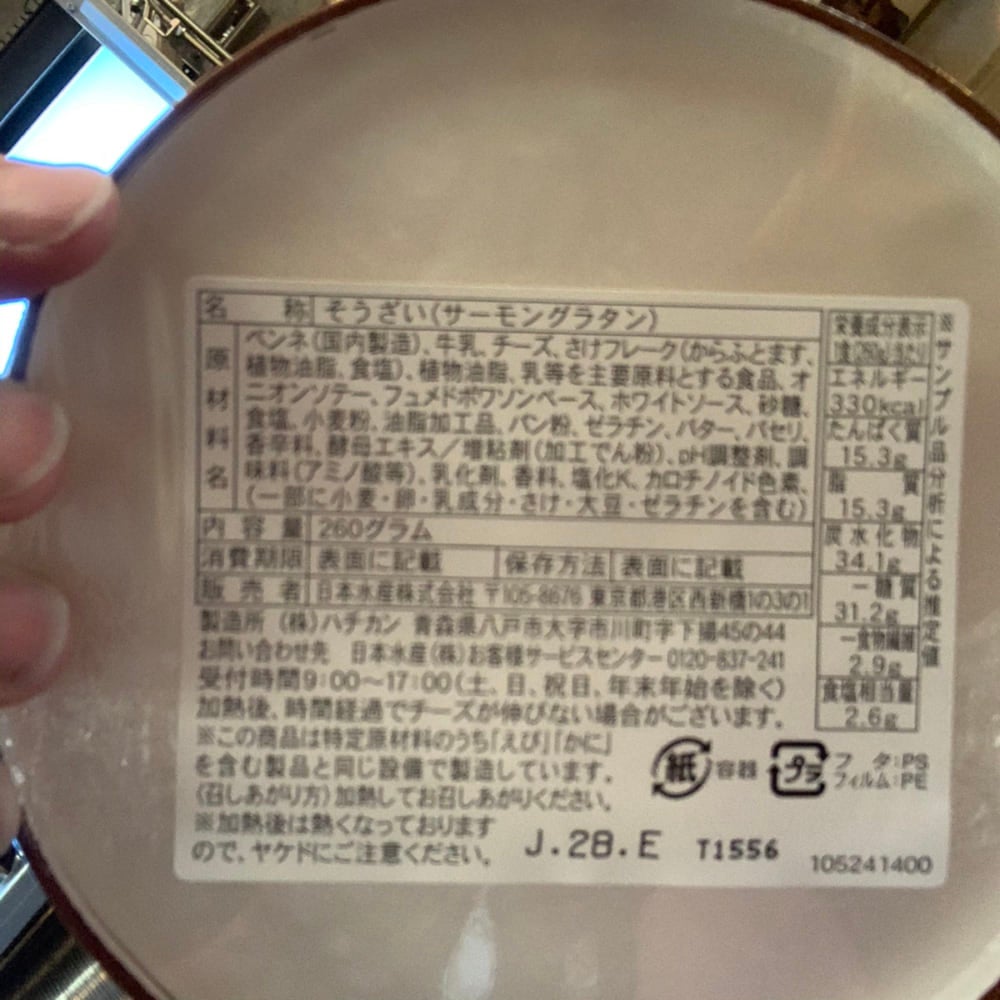 名称 そうざい(サーモングラタン)
原材料名
ペンネ(国内製造)、牛乳、チーズ、さけフレーク(からふとます、
植物油脂、食塩)、植物油脂、乳等を主要原料とする食品、オ
ニオンソテー、フュメドポワソンベース、ホワイトソース、砂糖、
食塩、小麦粉、油脂加工品、パン粉、ゼラチン、バター、パセリ、
香辛料、酵母エキス/増粘剤(加工でん粉)、pH調整剤、調
味料(アミノ酸等)、乳化剤、香料、塩化K、カロチノイド色素、
(一部に小麦・卵・乳成分・さけ・大豆・ゼラチンを含む)
内容量 260グラム
消費期限 表面に記載 保存方法 表面に記載
販売者 日本水産株式会社 〒105-8676 東京都港区西新橋1の3の1
製造所 (株)ハチカン 青森県八戸市大字市川町字下揚45の44
お問い合わせ先 日本水産(株)お客様サービスセンター 0120-837-241
受付時間9:00〜17:00(土、日、祝日、年末年始を除く)
加熱後、時間経過でチーズが伸びない場合がございます。
※この商品は特定原材料のうち「えび」「かに」
を含む製品と同じ設備で製造しています。
(召しあがり方)加熱してお召しあがりください。
※加熱後は熱くなっております
ので、ヤケドにご注意ください。
栄養成分表示
1食(260g)当たり
エネルギー
330kcal
たんぱく質
15.3g
脂質
15.3g
炭水化物
34.1g
-糖質
31.2g
-食物繊維
2.9g
食塩相当量
2.6g
※サンプル品分析による推定値
紙 容器
プラ フタ:PS
フィルム:PE
J.28.E T1556
105241400